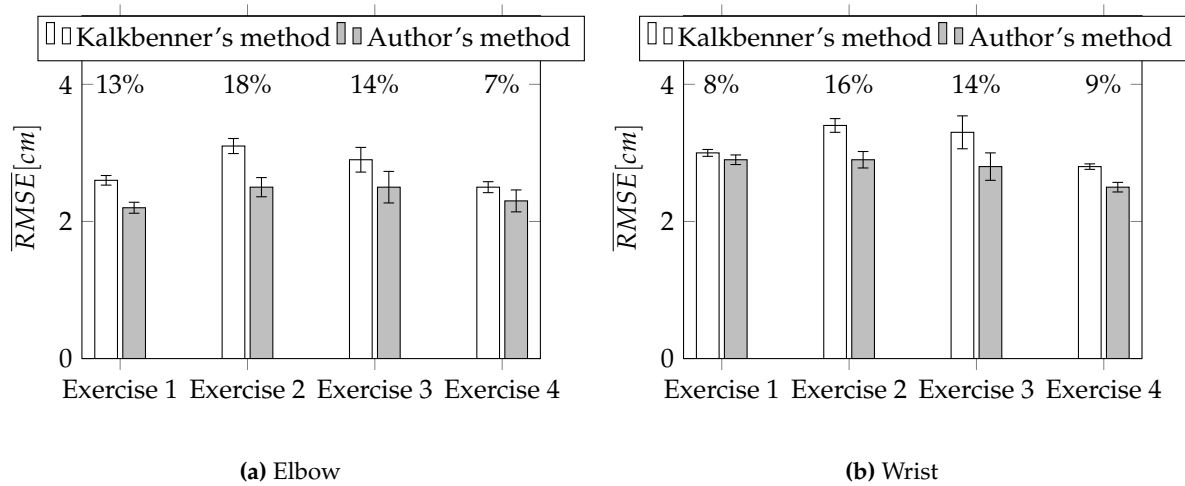 Kalkbenner's method Author's method
13% 18% 14% 7%
4
2
0
RMSE[cm]
Exercise 1 Exercise 2 Exercise 3 Exercise 4
(a) Elbow
Kalkbenner's method Author's method
8% 16% 14% 9%
4
2
0
RMSE[cm]
Exercise 1 Exercise 2 Exercise 3 Exercise 4
(b) Wrist